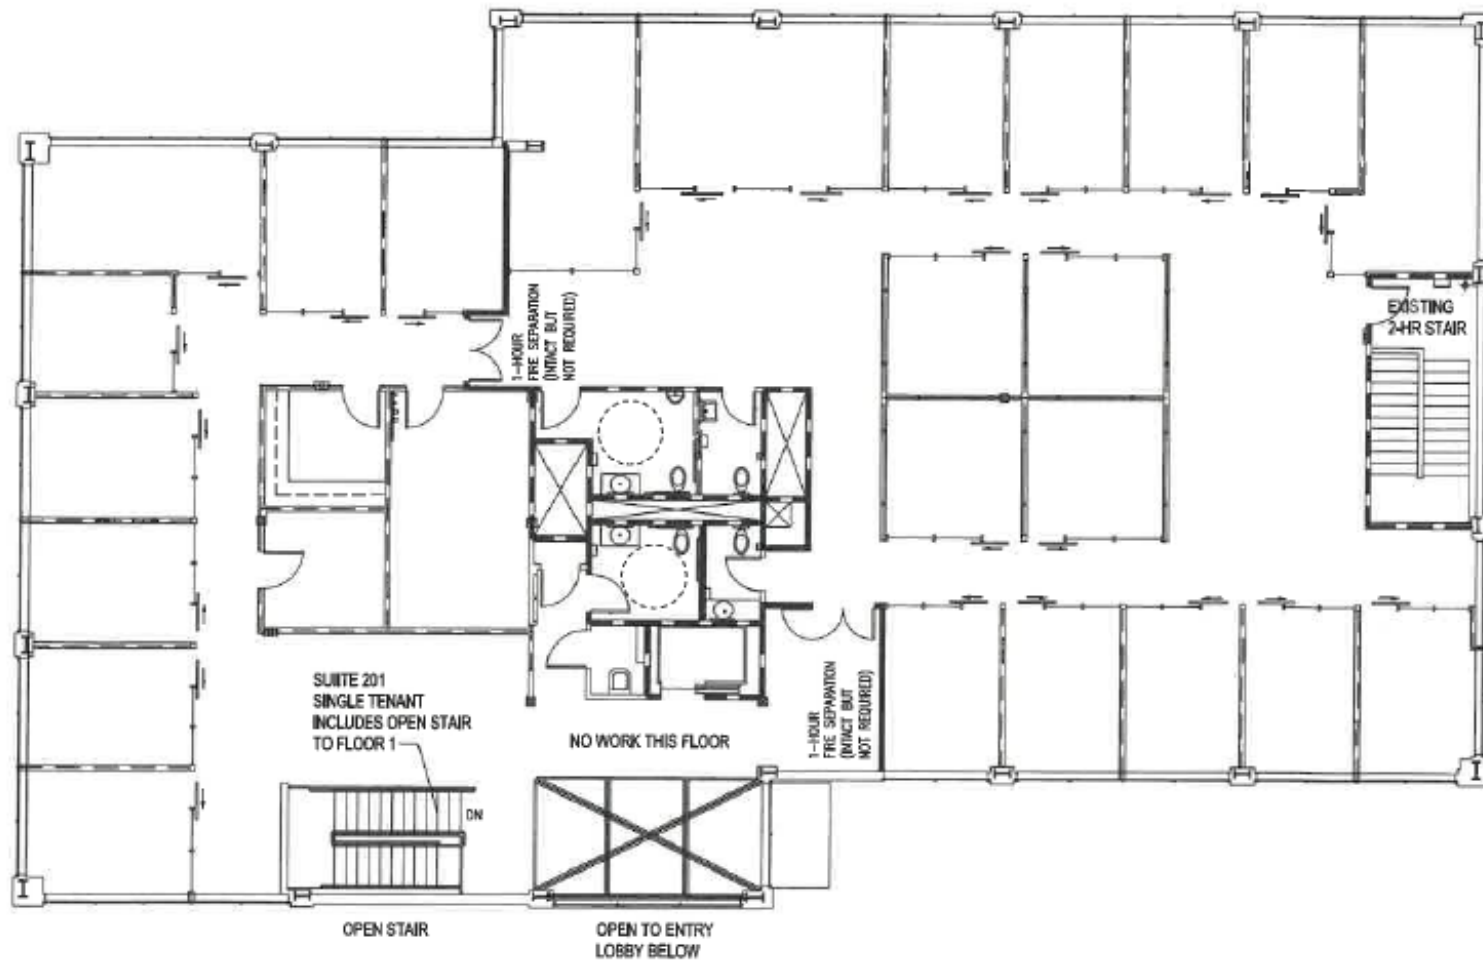 1-HOUR
FIRE SEPARATION
(INTACT BUT
NOT REQUIRED)
EXISTING
2-HR STAIR
SUITE 201
SINGLE TENANT
INCLUDES OPEN STAIR
TO FLOOR 1
DN
NO WORK THIS FLOOR
1-HOUR
FIRE SEPARATION
(INTACT BUT
NOT REQUIRED)
OPEN STAIR
OPEN TO ENTRY
LOBBY BELOW